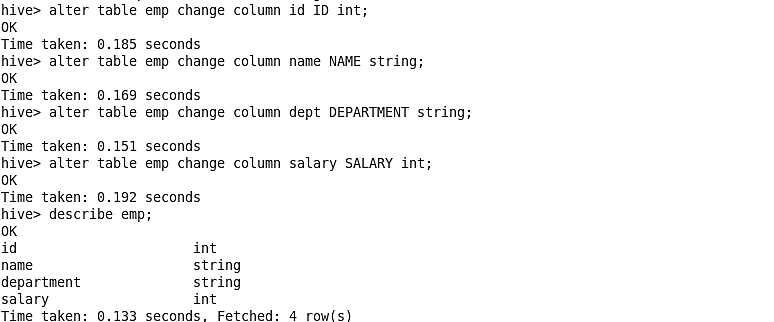 hive> alter table emp change column id ID int;
OK
Time taken: 0.185 seconds
hive> alter table emp change column name NAME string;
OK
Time taken: 0.169 seconds
hive> alter table emp change column dept DEPARTMENT string;
OK
Time taken: 0.151 seconds
hive> alter table emp change column salary SALARY int;
OK
Time taken: 0.192 seconds
hive> describe emp;
OK
id                  	int
name                	string
department          	string
salary              	int
Time taken: 0.133 seconds, Fetched: 4 row(s)